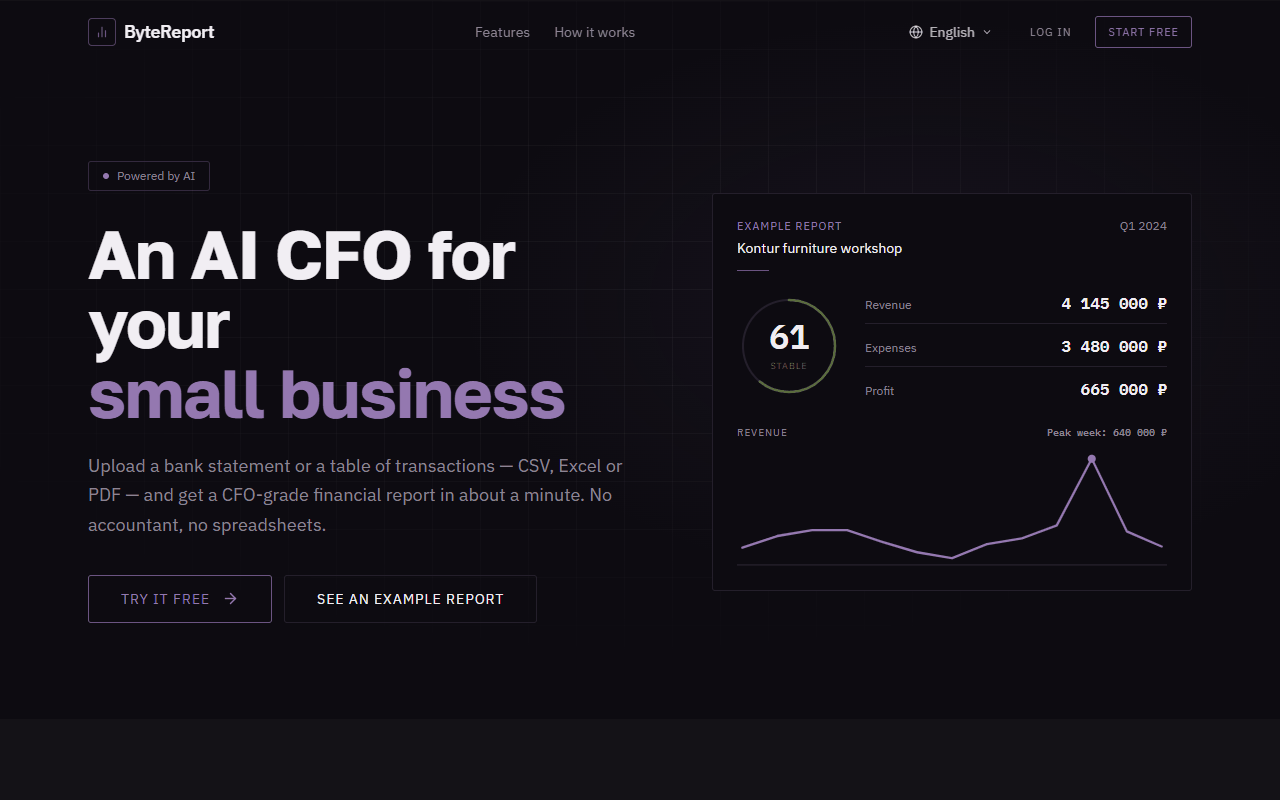 ByteReport
Features
How it works
English
LOG IN
START FREE
Powered by AI
An AI CFO for
your
small business
Upload a bank statement or a table of transactions — CSV, Excel or
PDF — and get a CFO-grade financial report in about a minute. No
accountant, no spreadsheets.
TRY IT FREE
SEE AN EXAMPLE REPORT
EXAMPLE REPORT
Q1 2024
Kontur furniture workshop
61
STABLE
Revenue 4 145 000 ₽
Expenses 3 480 000 ₽
Profit 665 000 ₽
REVENUE
Peak week: 640 000 ₽